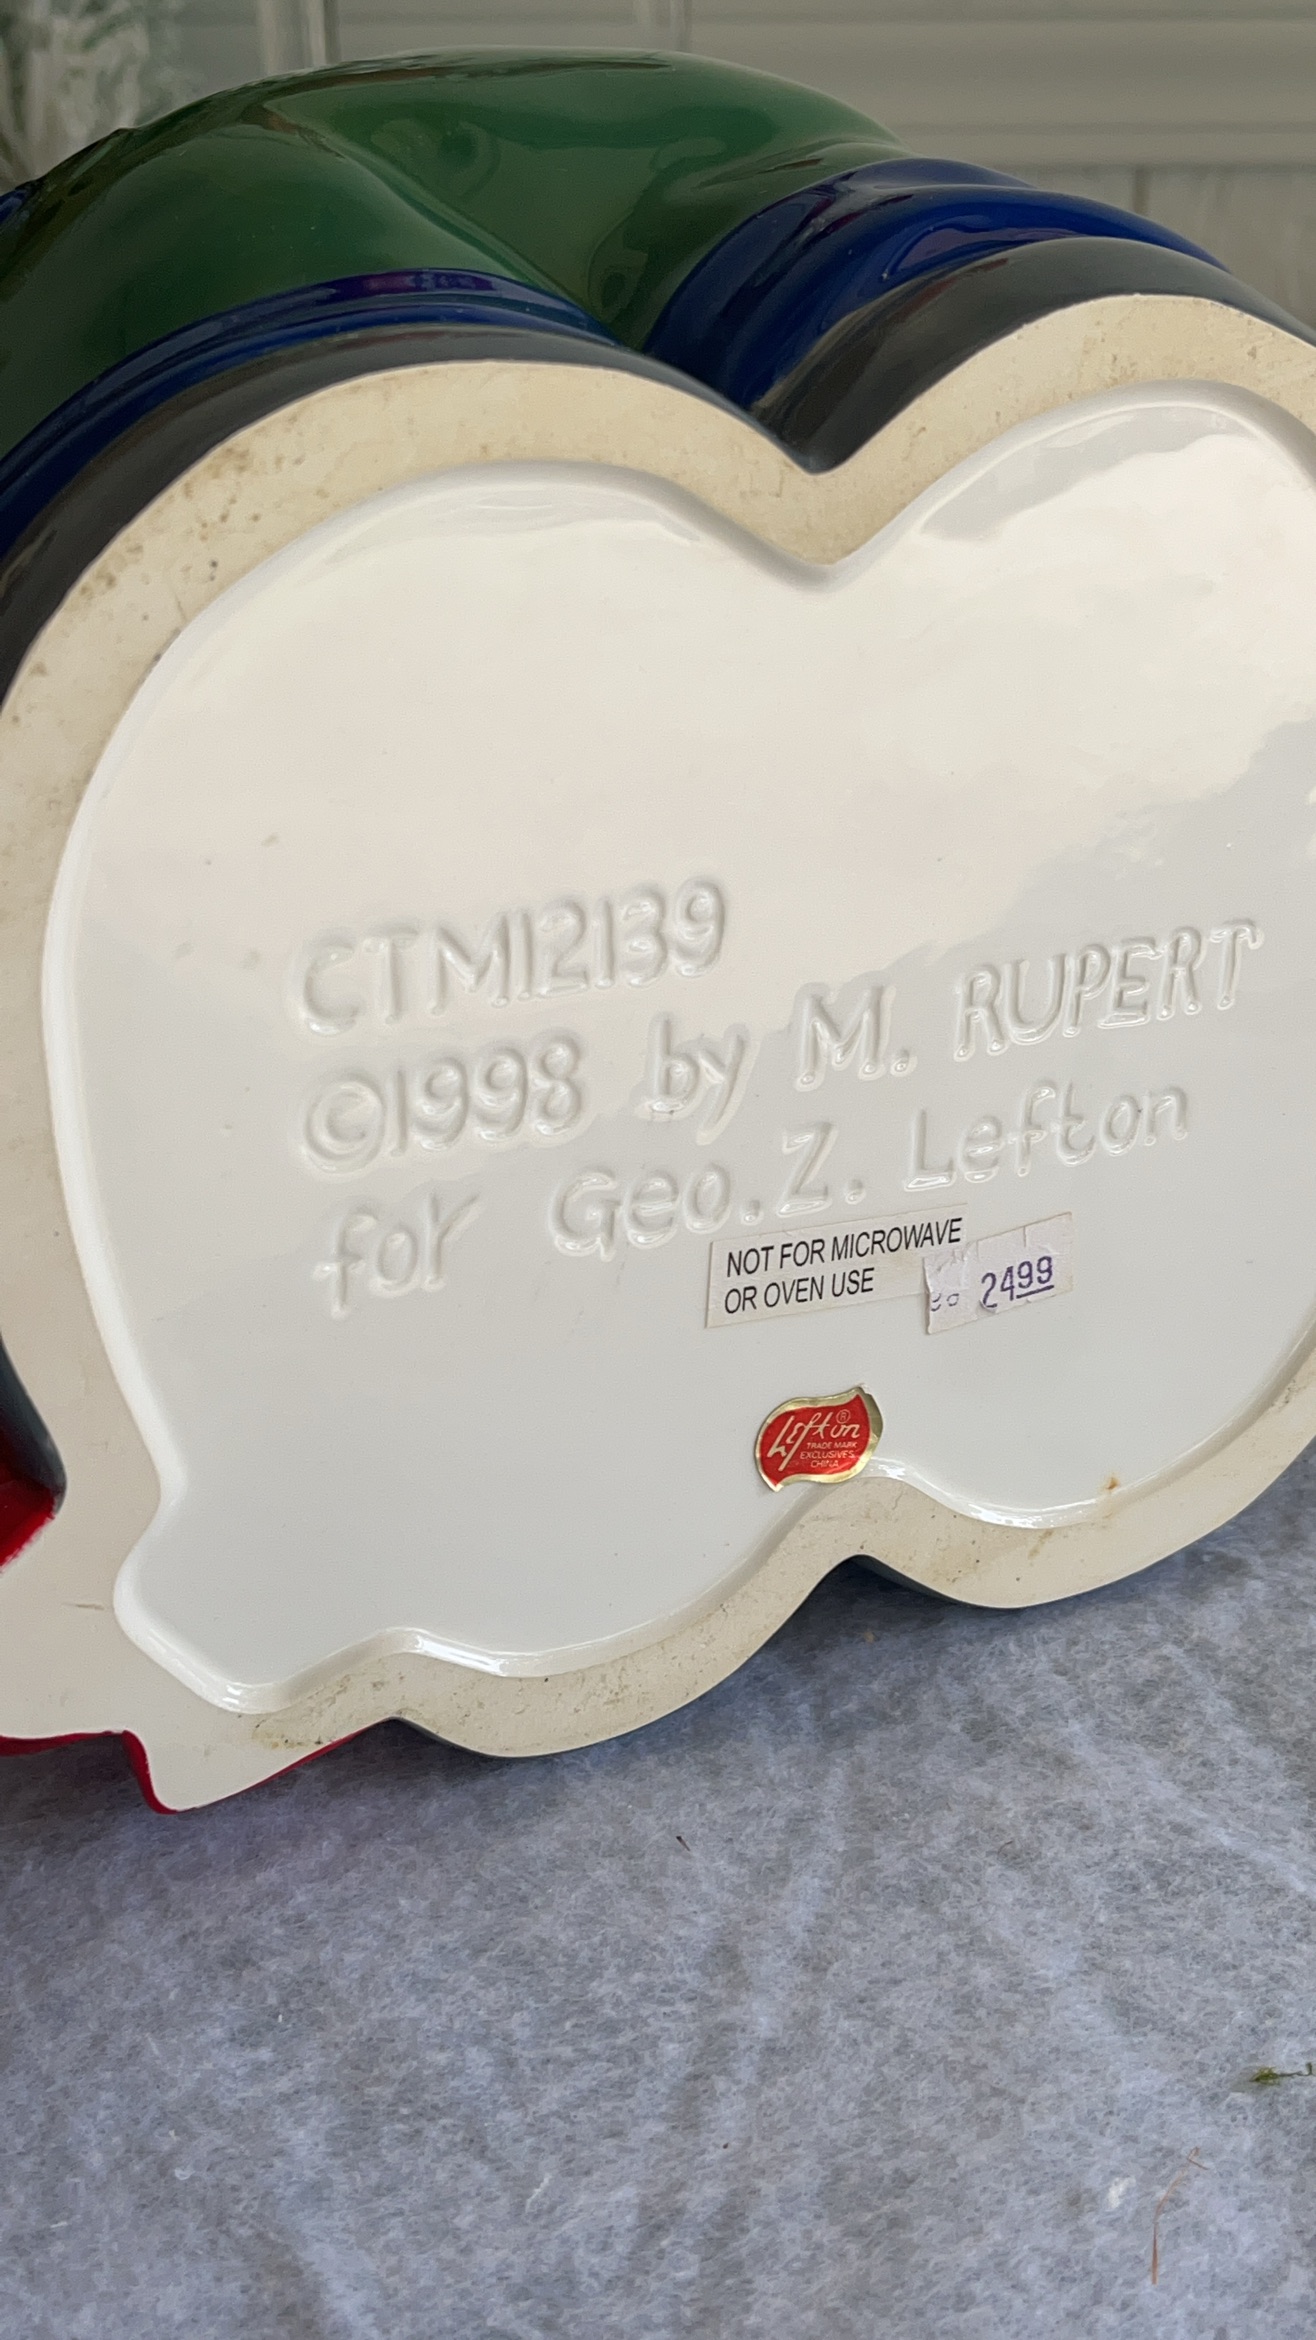 CTM12139
©1998 by M. RUPERT
for Geo. Z. Lefton
NOT FOR MICROWAVE
OR OVEN USE
2499
Lefton ®
TRADE MARK
EXCLUSIVES
CHINA